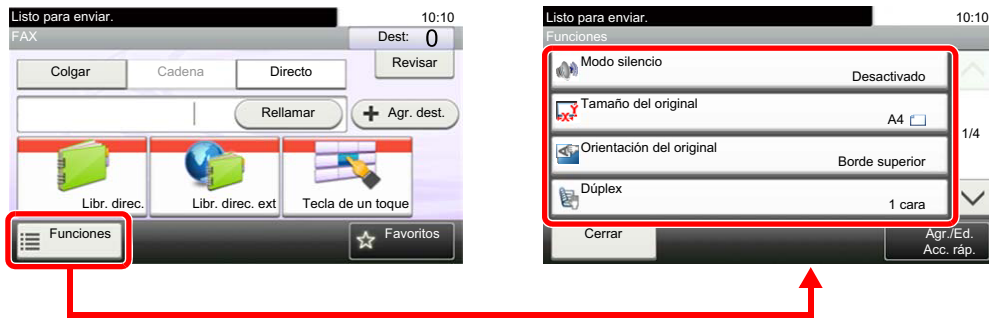 Listo para enviar.
10:10
FAX
Dest: 0
Revisar
Colgar
Cadena
Directo
Rellamar
Agr. dest.
Libr. direc.
Libr. direc. ext
Tecla de un toque
Funciones
Favoritos
Listo para enviar.
10:10
Funciones
Modo silencio
Desactivado
Tamaño del original
A4
Orientación del original
Borde superior
Dúplex
1 cara
1/4
Cerrar
Agr./Ed.
Acc. ráp.